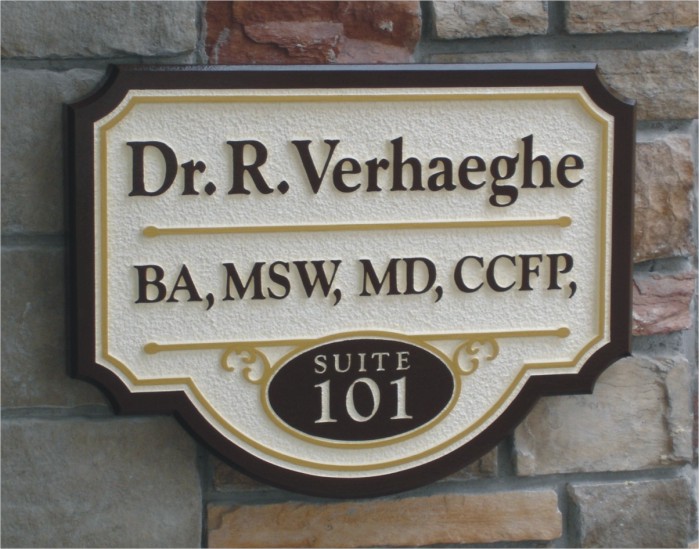 Dr. R. Verhaeghe
BA, MSW, MD, CCFP,
SUITE
101